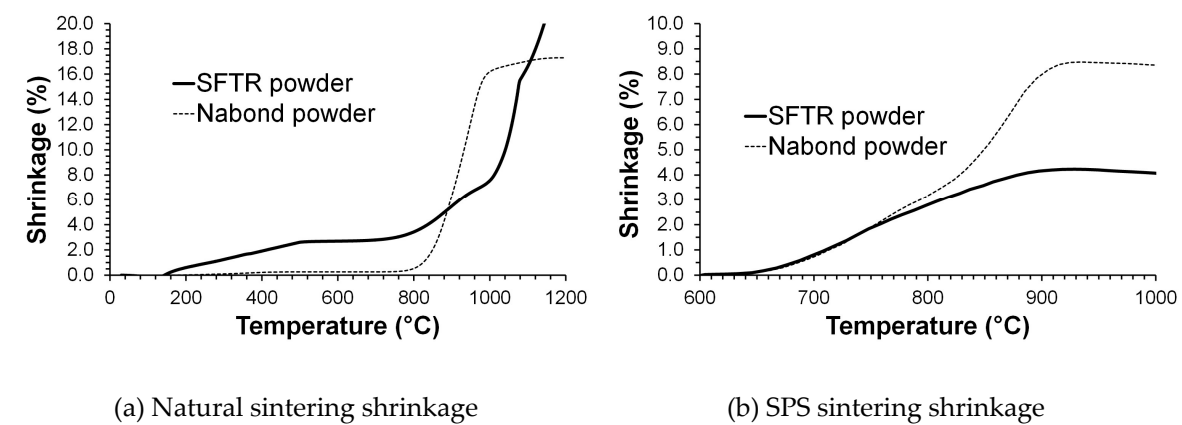 20.0
18.0
16.0
14.0
12.0
10.0
8.0
6.0
4.0
2.0
0.0
Shrinkage (%)
SFTR powder
Nabond powder
0 200 400 600 800 1000 1200
Temperature (°C)
(a) Natural sintering shrinkage
10.0
9.0
8.0
7.0
6.0
5.0
4.0
3.0
2.0
1.0
0.0
Shrinkage (%)
SFTR powder
Nabond powder
600 700 800 900 1000
Temperature (°C)
(b) SPS sintering shrinkage